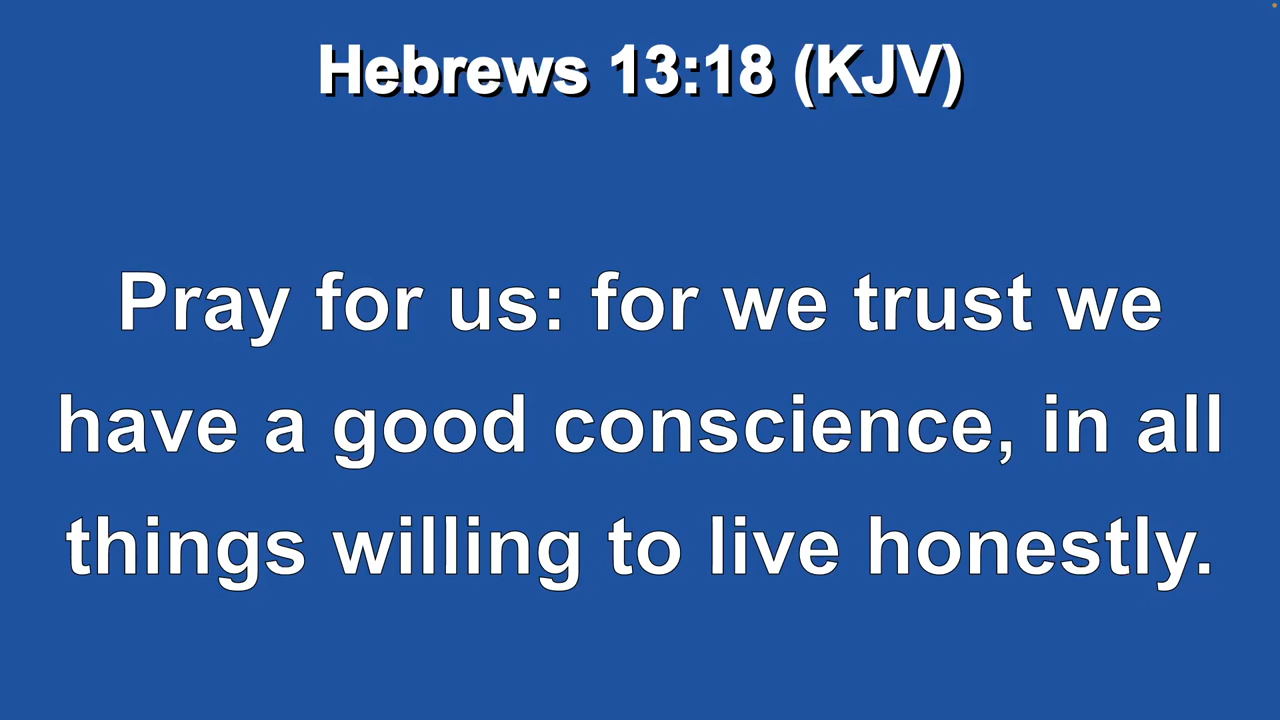 Hebrews 13:18 (KJV)
Pray for us: for we trust we
have a good conscience, in all
things willing to live honestly.